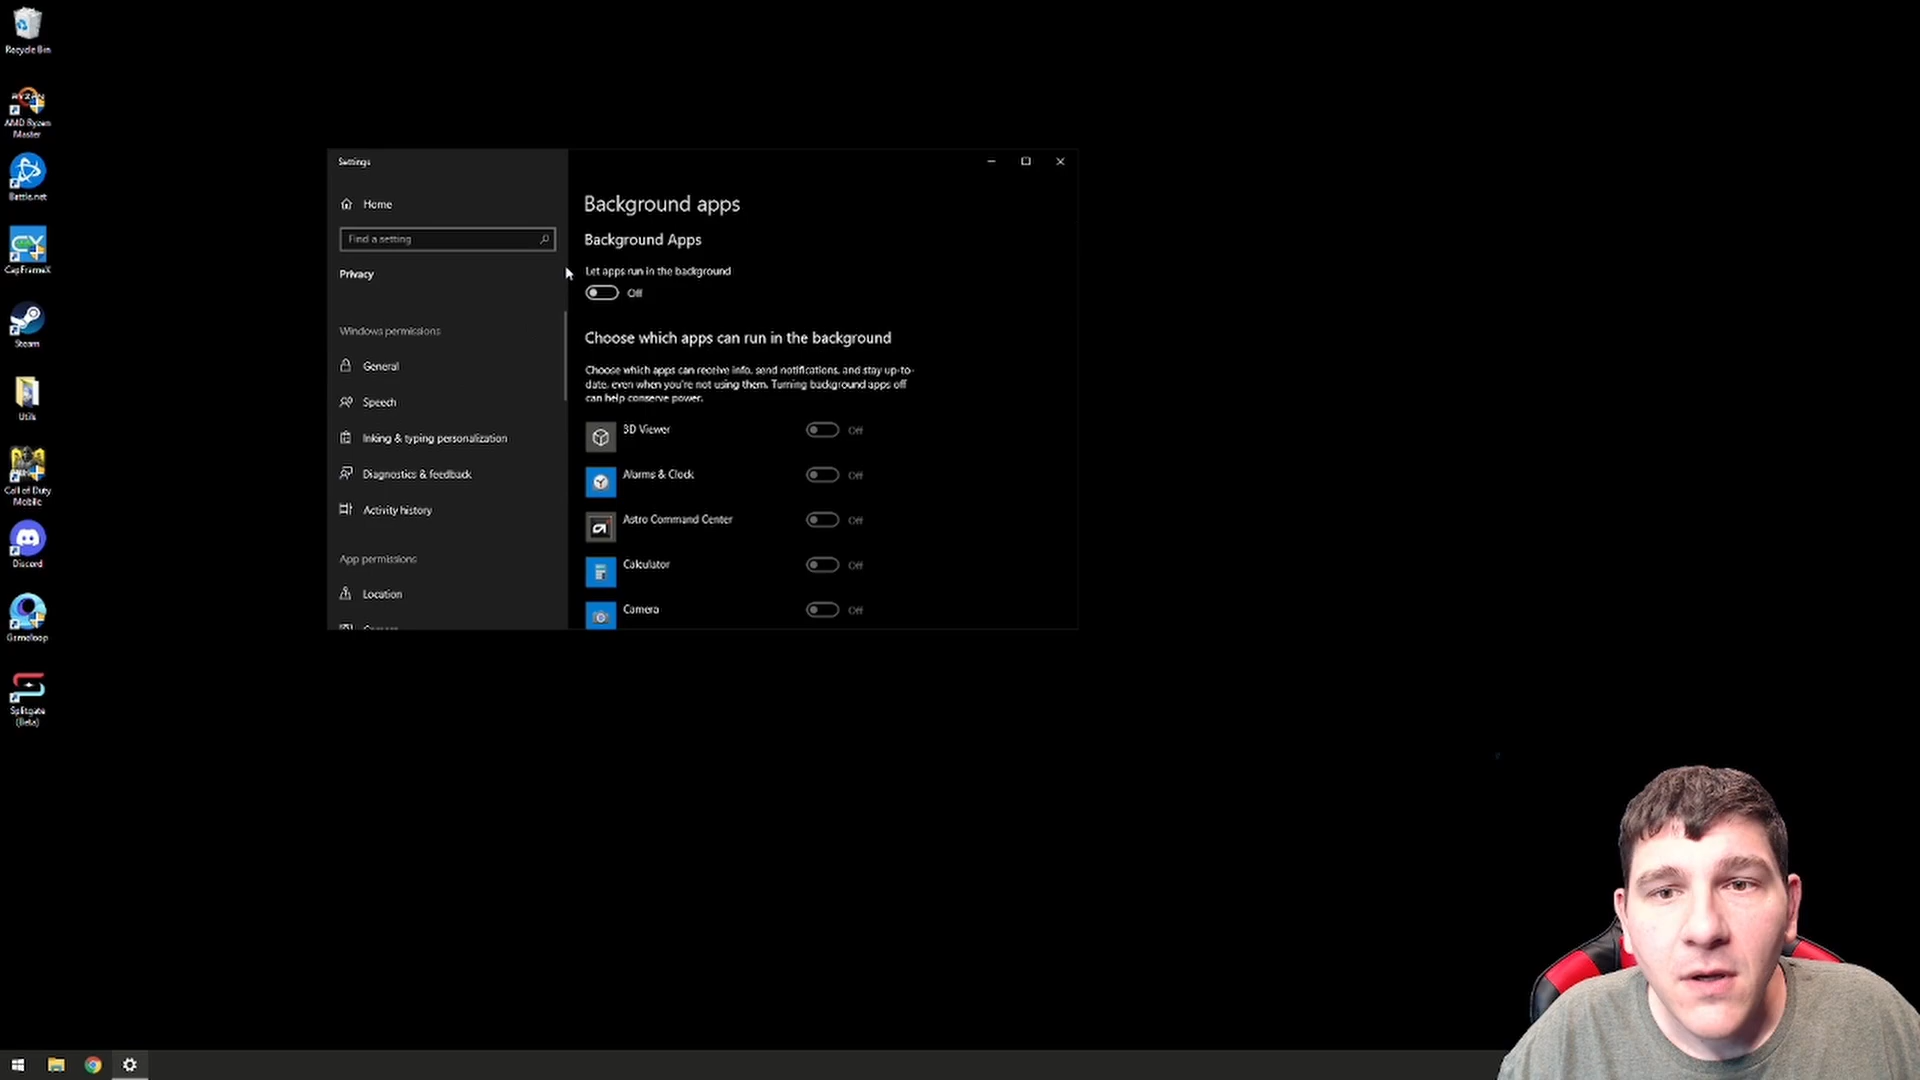 Recycle Bin
AMD Ryzen
Master
Battle.net
CapFrameX
Steam
Utils
Call of Duty
Mobile
Discord
Gameloop
Splitgate
(Beta)
Settings
Home
Find a setting
Privacy
Windows permissions
General
Speech
Inking & typing personalization
Diagnostics & feedback
Activity history
App permissions
Location
Background apps
Background Apps
Let apps run in the background
Off
Choose which apps can run in the background
Choose which apps can receive info, send notifications, and stay up-to-
date, even when you're not using them. Turning background apps off
can help conserve power.
3D Viewer Off
Alarms & Clock Off
Astro Command Center Off
Calculator Off
Camera Off